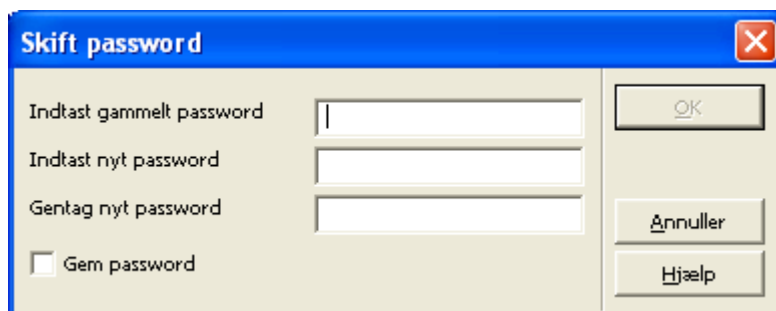 Skift password
Indtast gammelt password
OK
Indtast nyt password
Gentag nyt password
Annuller
Gem password
Hjælp